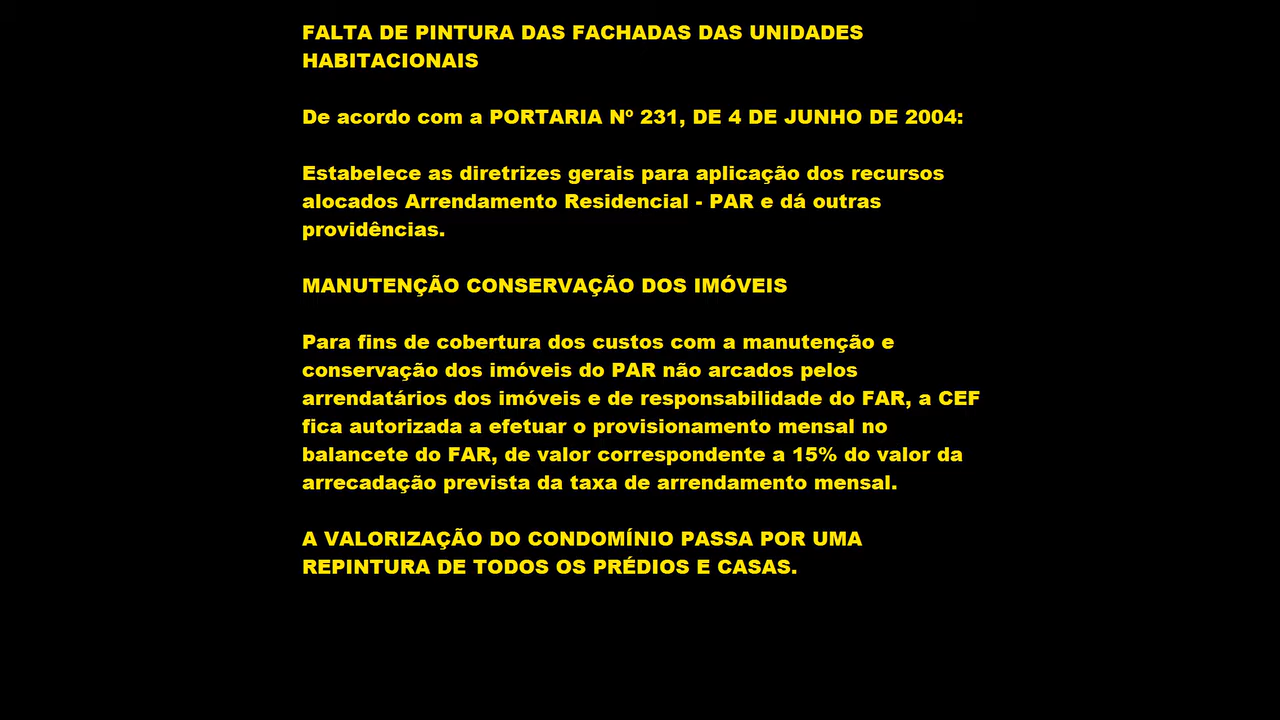 FALTA DE PINTURA DAS FACHADAS DAS UNIDADES
HABITACIONAIS
De acordo com a PORTARIA Nº 231, DE 4 DE JUNHO DE 2004:
Estabelece as diretrizes gerais para aplicação dos recursos
alocados Arrendamento Residencial - PAR e dá outras
providências.
MANUTENÇÃO CONSERVAÇÃO DOS IMÓVEIS
Para fins de cobertura dos custos com a manutenção e
conservação dos imóveis do PAR não arcados pelos
arrendatários dos imóveis e de responsabilidade do FAR, a CEF
fica autorizada a efetuar o provisionamento mensal no
balancete do FAR, de valor correspondente a 15% do valor da
arrecadação prevista da taxa de arrendamento mensal.
A VALORIZAÇÃO DO CONDOMÍNIO PASSA POR UMA
REPINTURA DE TODOS OS PRÉDIOS E CASAS.